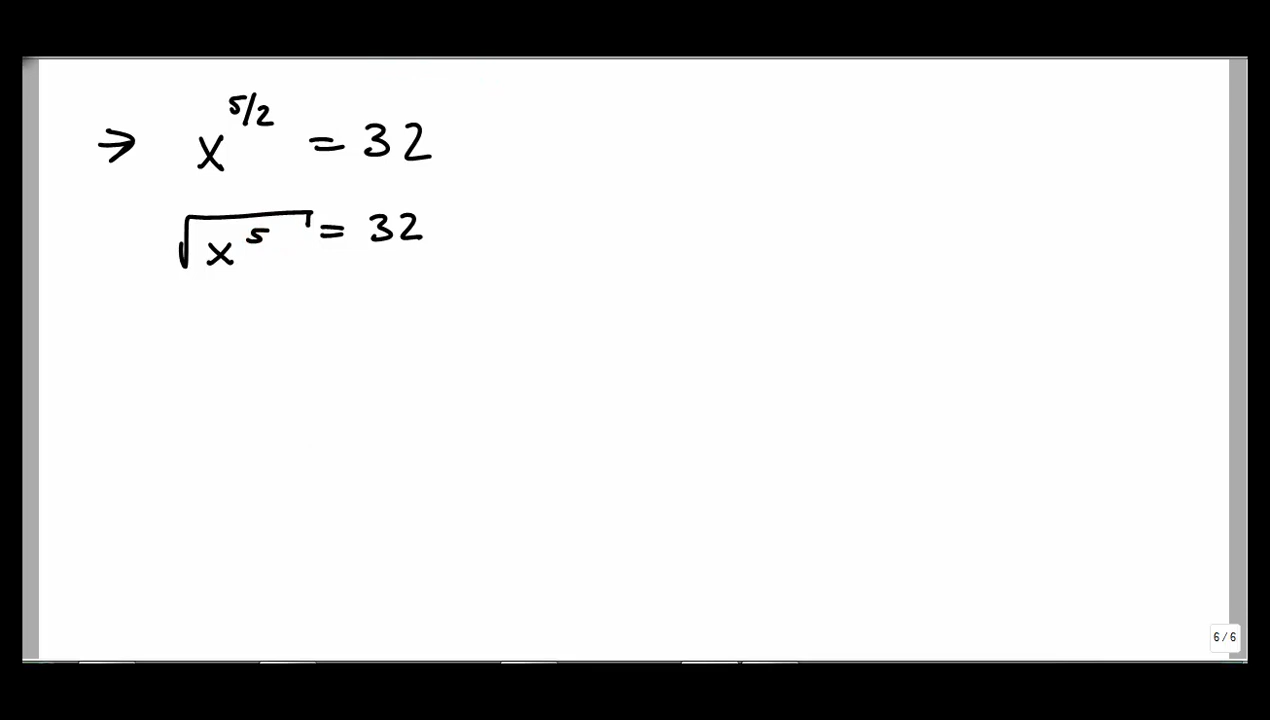 → x^{5/2} = 32
√x^5 = 32
6/6